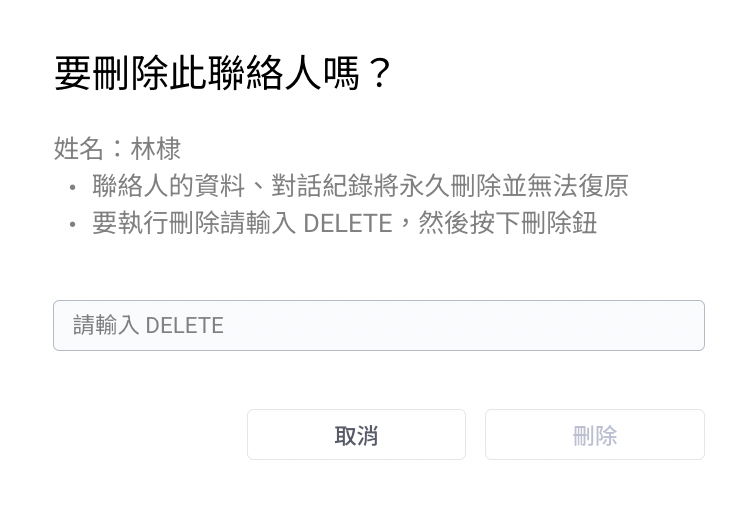 要刪除此聯絡人嗎？
姓名：林棣
• 聯絡人的資料、對話紀錄將永久刪除並無法復原
• 要執行刪除請輸入 DELETE，然後按下刪除鈕
請輸入 DELETE
取消
刪除